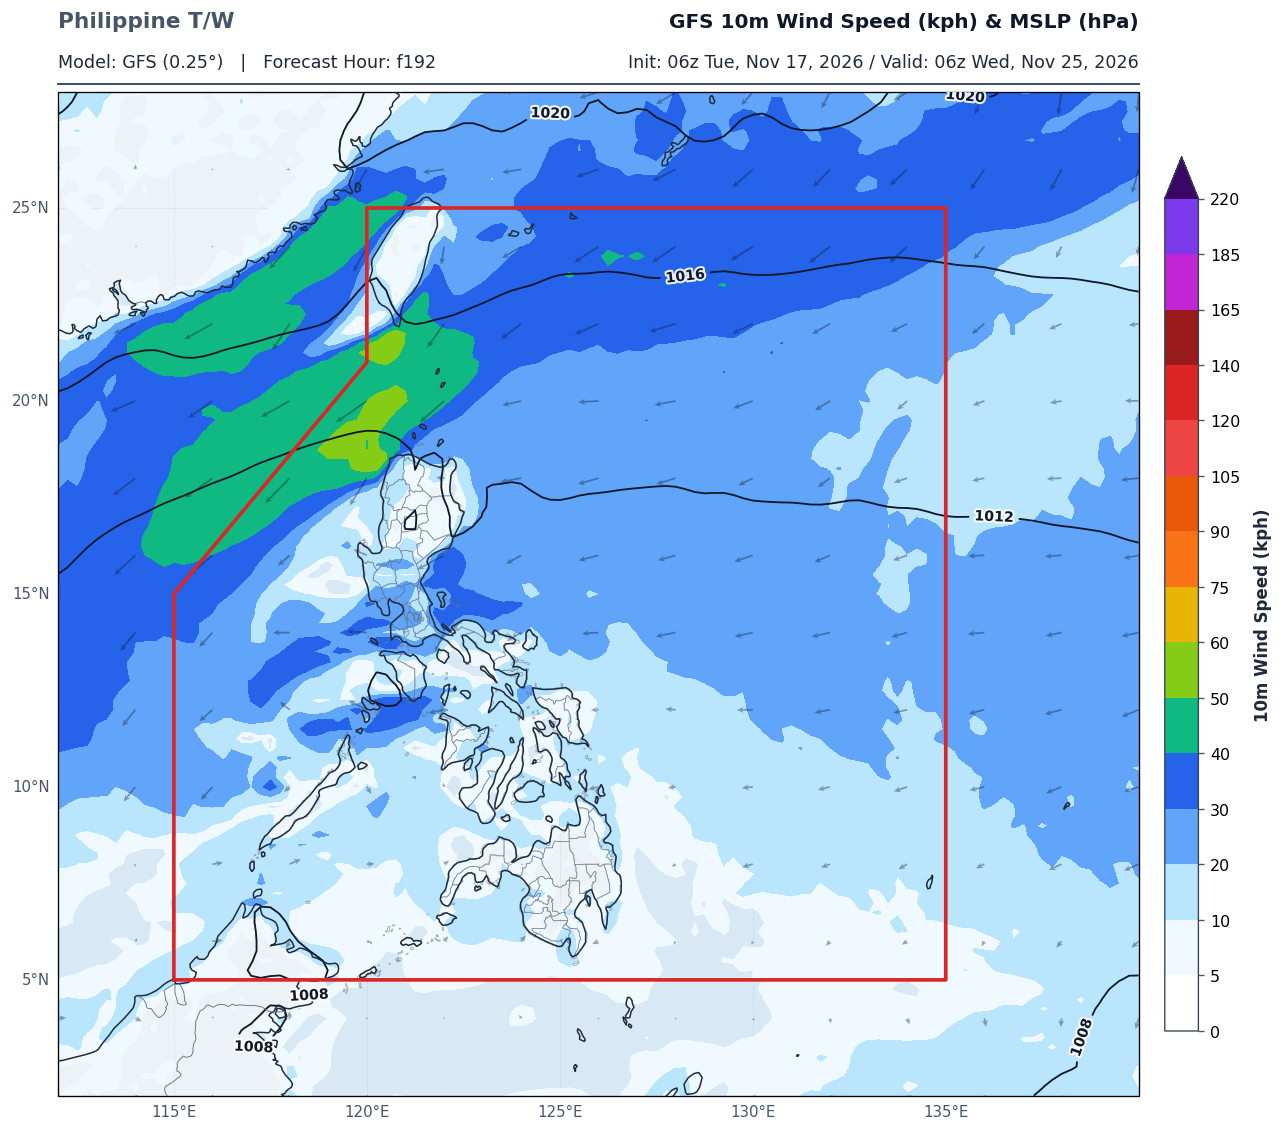 Philippine T/W
GFS 10m Wind Speed (kph) & MSLP (hPa)
Model: GFS (0.25°)   |   Forecast Hour: f192
Init: 06z Tue, Nov 17, 2026 / Valid: 06z Wed, Nov 25, 2026
1020
1020
1016
1012
1008
1008
1008
25°N
20°N
15°N
10°N
5°N
115°E
120°E
125°E
130°E
135°E
220
185
165
140
120
105
90
75
60
50
40
30
20
10
5
0
10m Wind Speed (kph)